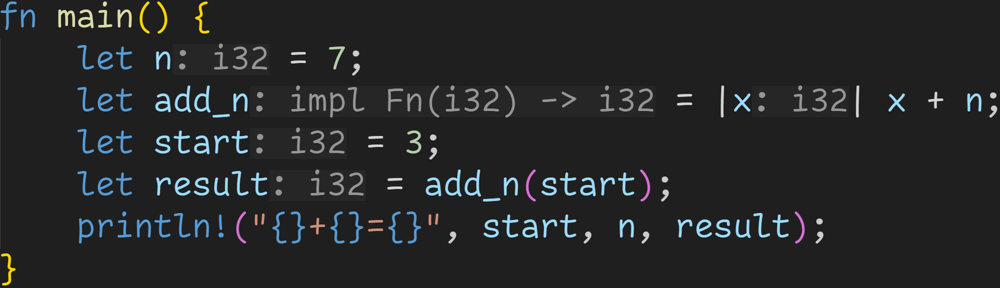 fn main() {
    let n: i32 = 7;
    let add_n: impl Fn(i32) -> i32 = |x: i32| x + n;
    let start: i32 = 3;
    let result: i32 = add_n(start);
    println!("{}+{}={}", start, n, result);
}